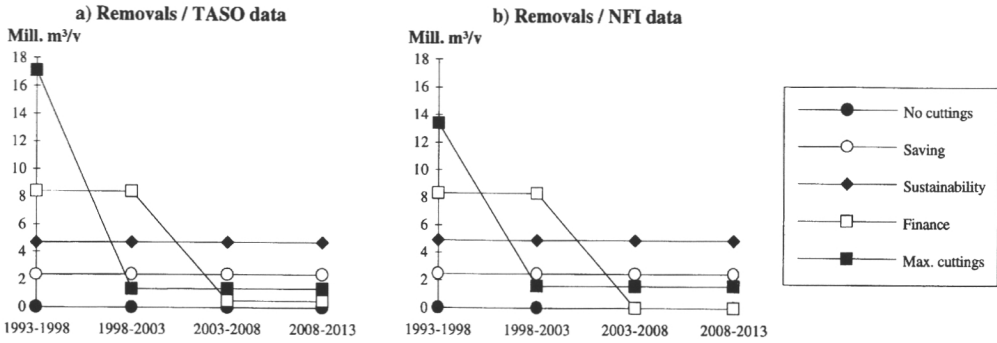 a) Removals / TASO data
Mill. m³/v
18
16
14
12
10
8
6
4
2
0
1993-1998 1998-2003 2003-2008 2008-2013
b) Removals / NFI data
Mill. m³/v
18
16
14
12
10
8
6
4
2
0
1993-1998 1998-2003 2003-2008 2008-2013
No cuttings
Saving
Sustainability
Finance
Max. cuttings